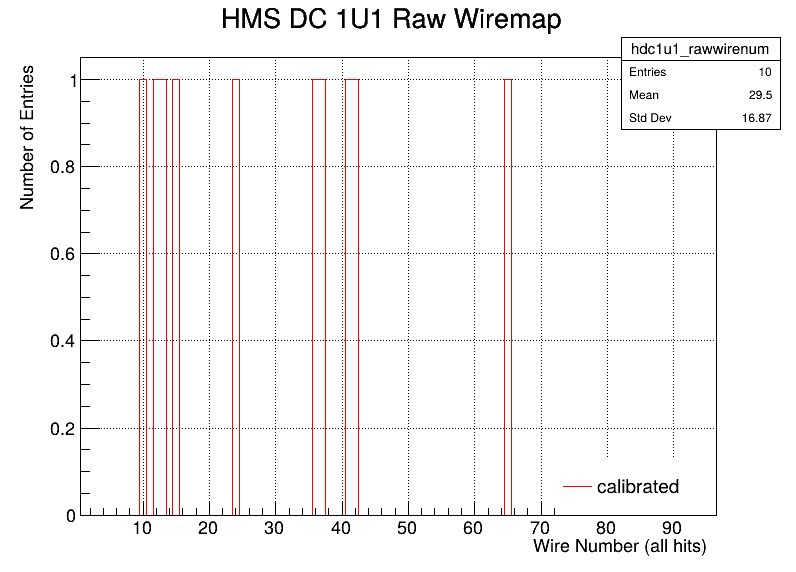 HMS DC 1U1 Raw Wiremap
hdc1u1_rawwirenum
Entries 10
Mean 29.5
Std Dev 16.87
Number of Entries
1
0.8
0.6
0.4
0.2
0
10 20 30 40 50 60 70 80 90
Wire Number (all hits)
calibrated